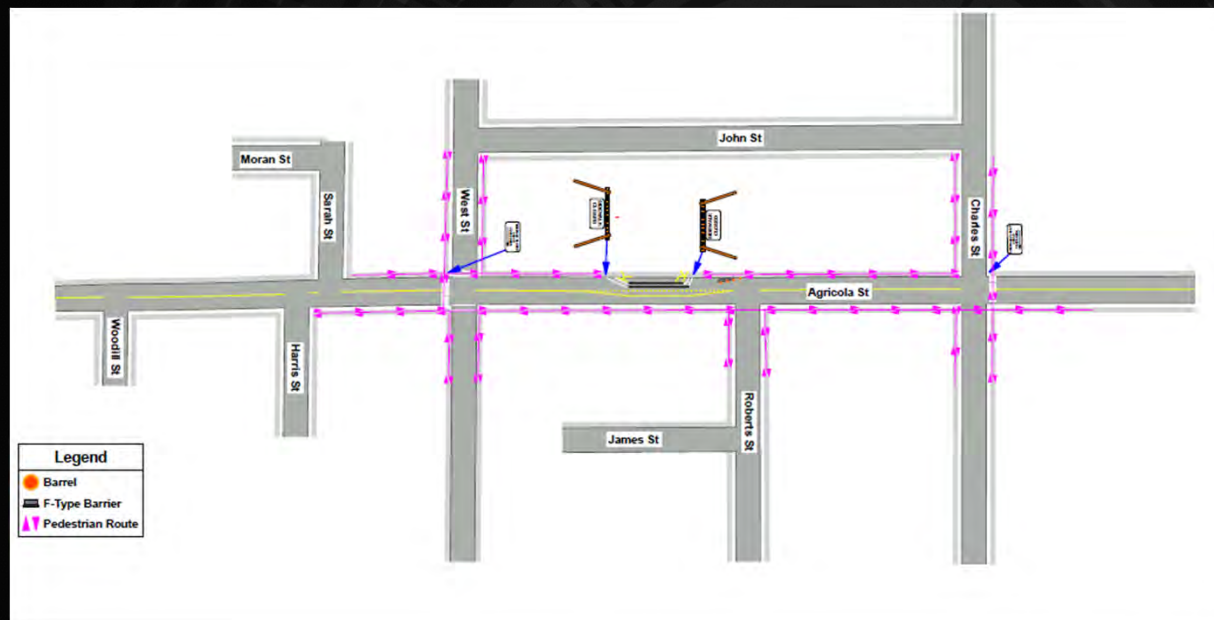 John St
Moran St
Sarah St
West St
Charles St
Agricola St
Woodill St
Harris St
Roberts St
James St
Legend
Barrel
F-Type Barrier
Pedestrian Route